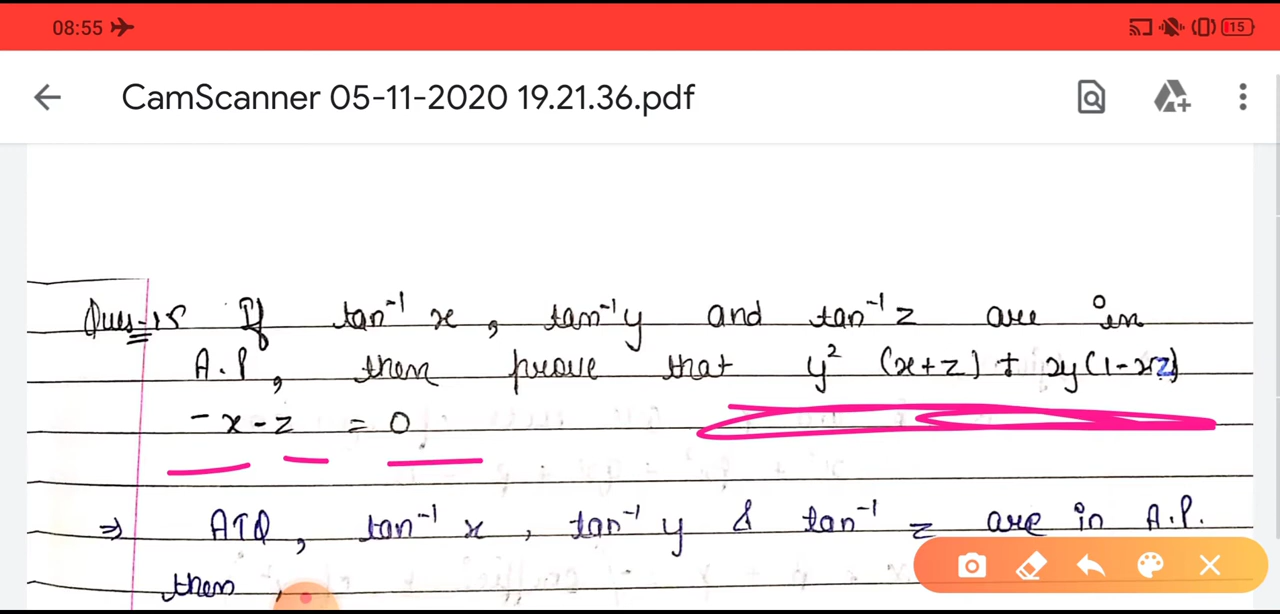 08:55
15
CamScanner 05-11-2020 19.21.36.pdf
Ques-15 If tan⁻¹ x, tan⁻¹y and tan⁻¹ z are in
A.P, then prove that y² (x+z) + 2y(1-xz)
-x-z = 0
⇒ ATQ, tan⁻¹ x, tan⁻¹ y & tan⁻¹ z are in A.P.
then,